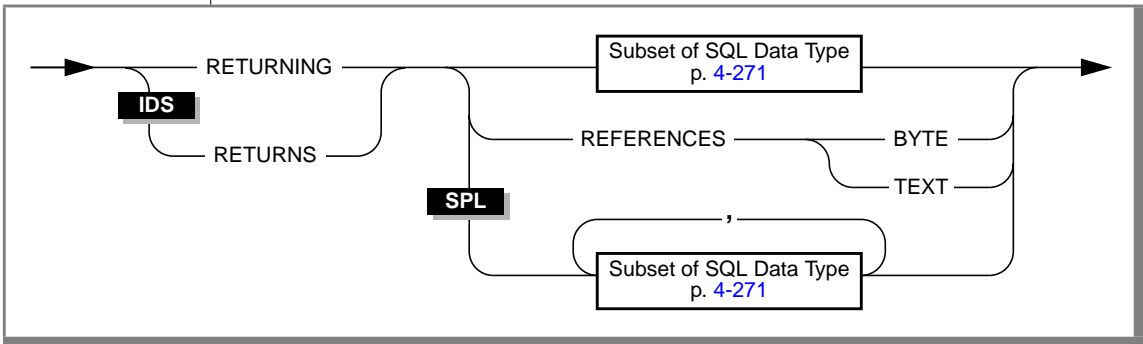 RETURNING
IDS
RETURNS
Subset of SQL Data Type
p. 4-271
REFERENCES
BYTE
TEXT
SPL
,
Subset of SQL Data Type
p. 4-271